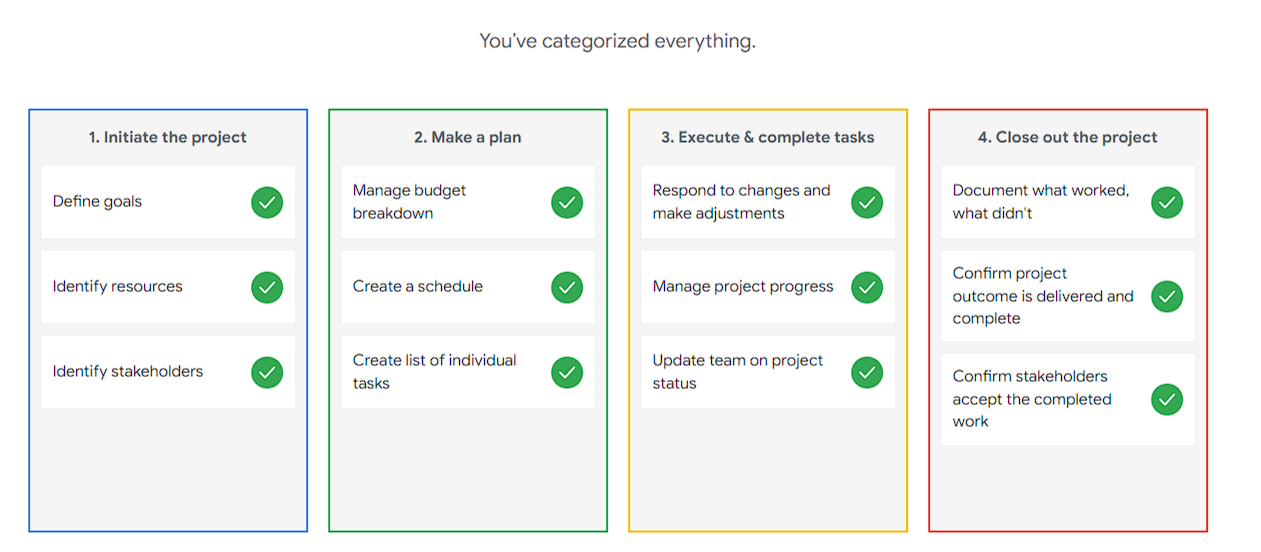 You've categorized everything.
1. Initiate the project
Define goals
Identify resources
Identify stakeholders
2. Make a plan
Manage budget
breakdown
Create a schedule
Create list of individual
tasks
3. Execute & complete tasks
Respond to changes and
make adjustments
Manage project progress
Update team on project
status
4. Close out the project
Document what worked,
what didn't
Confirm project
outcome is delivered and
complete
Confirm stakeholders
accept the completed
work